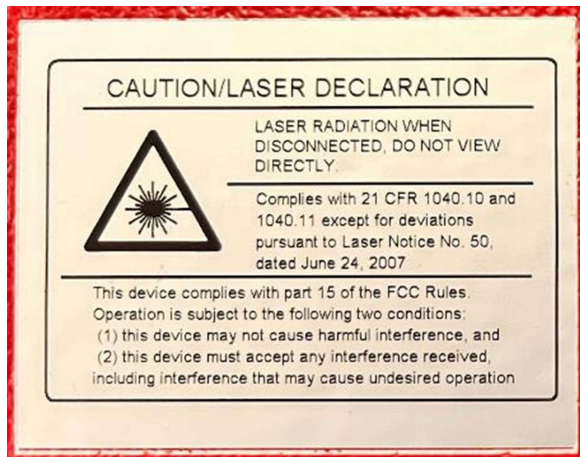 CAUTION/LASER DECLARATION
LASER RADIATION WHEN
DISCONNECTED, DO NOT VIEW
DIRECTLY.
Complies with 21 CFR 1040.10 and
1040.11 except for deviations
pursuant to Laser Notice No. 50,
dated June 24, 2007
This device complies with part 15 of the FCC Rules.
Operation is subject to the following two conditions:
(1) this device may not cause harmful interference, and
(2) this device must accept any interference received,
including interference that may cause undesired operation